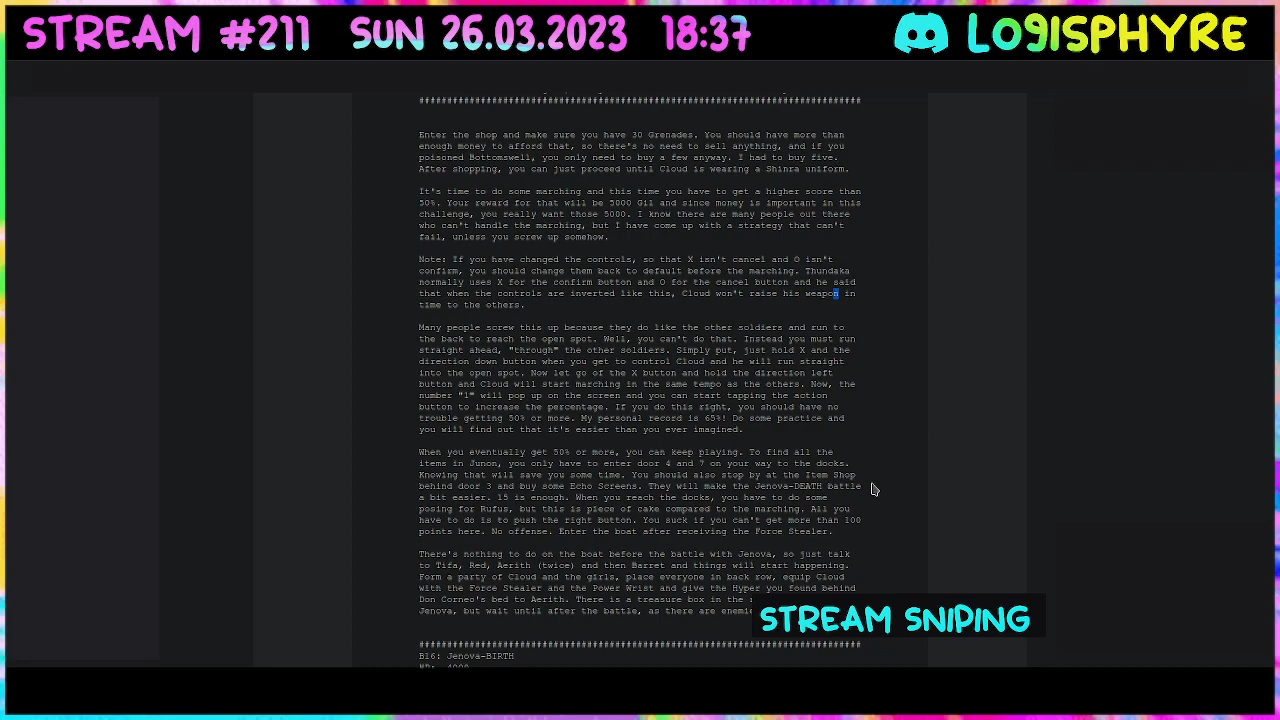 STREAM #211 SUN 26.03.2023 18:37 LO9ISPHYRE
################################################################################
Enter the shop and make sure you have 30 Grenades. You should have more than
enough money to afford that, so there's no need to sell anything, and if you
poisoned Bottomswell, you only need to buy a few anyway. I had to buy five.
After shopping, you can just proceed until Cloud is wearing a Shinra uniform.
It's time to do some marching and this time you have to get a higher score than
50%. Your reward for that will be 5000 Gil and since money is important in this
challenge, you really want those 5000. I know there are many people out there
who can't handle the marching, but I have come up with a strategy that can't
fail, unless you screw up somehow.
Note: If you have changed the controls, so that X isn't cancel and O isn't
confirm, you should change them back to default before the marching. Thundaka
normally uses X for the confirm button and O for the cancel button and he said
that when the controls are inverted like this, Cloud won't raise his weapon in
time to the others.
Many people screw this up because they do like the other soldiers and run to
the back to reach the open spot. Well, you can't do that. Instead you must run
straight ahead, "through" the other soldiers. Simply put, just hold X and the
direction down button when you get to control Cloud and he will run straight
into the open spot. Now let go of the X button and hold the direction left
button and Cloud will start marching in the same tempo as the others. Now, the
number "1" will pop up on the screen and you can start tapping the action
button to increase the percentage. If you do this right, you should have no
trouble getting 50% or more. My personal record is 65%! Do some practice and
you will find out that it's easier than you ever imagined.
When you eventually get 50% or more, you can keep playing. To find all the
items in Junon, you only have to enter door 4 and 7 on your way to the docks.
Knowing that will save you some time. You should also stop by at the Item Shop
behind door 3 and buy some Echo Screens. They will make the Jenova-DEATH battle
a bit easier. 15 is enough. When you reach the docks, you have to do some
posing for Rufus, but this is piece of cake compared to the marching. All you
have to do is to push the right button. You suck if you can't get more than 100
points here. No offense. Enter the boat after receiving the Force Stealer.
There's nothing to do on the boat before the battle with Jenova, so just talk
to Tifa, Red, Aerith (twice) and then Barret and things will start happening.
Form a party of Cloud and the girls, place everyone in back row, equip Cloud
with the Force Stealer and the Power Wrist and give the Hyper you found behind
Don Corneo's bed to Aerith. There is a treasure box in the
Jenova, but wait until after the battle, as there are
STREAM SNIPING
################################################################################
B16: Jenova-BIRTH